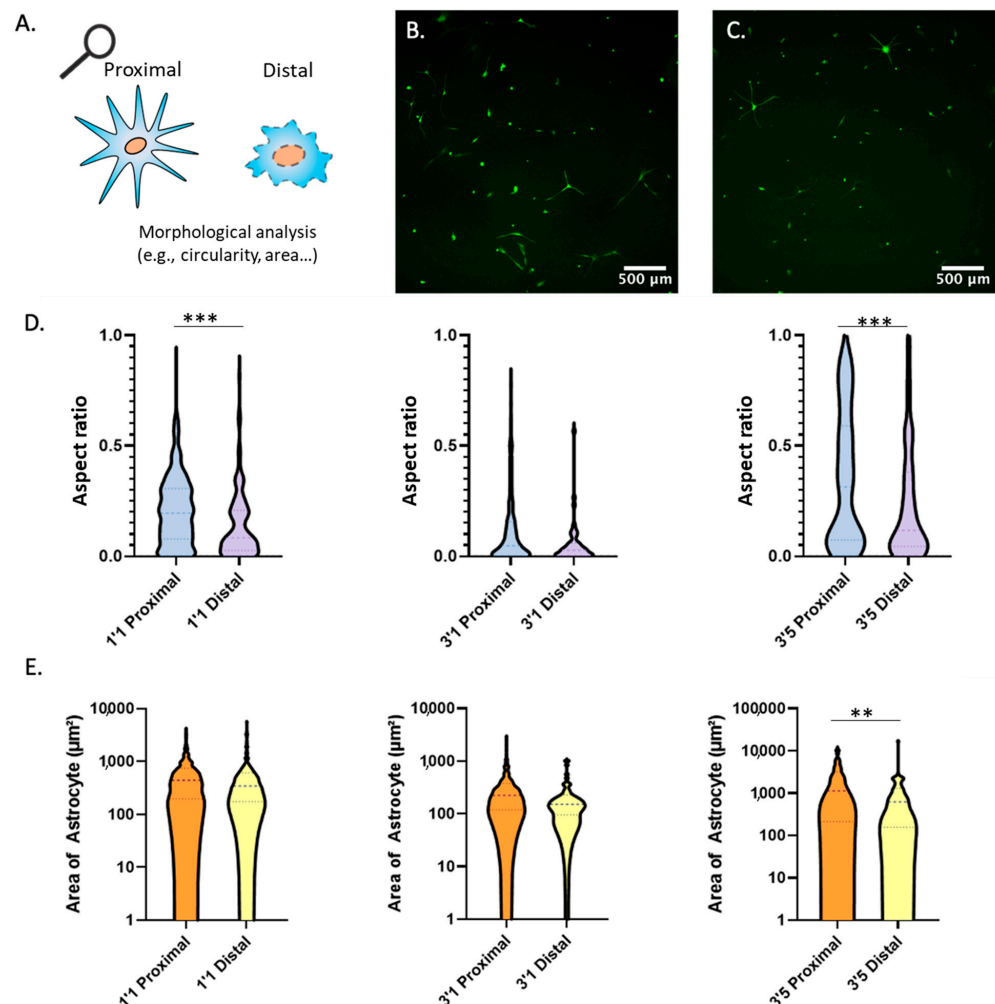 A.
Proximal
Distal
Morphological analysis
(e.g., circularity, area…)
B.
500 µm
C.
500 µm
D.
***
1.0
0.5
0.0
Aspect ratio
1'1 Proximal
1'1 Distal
1.0
0.5
0.0
Aspect ratio
3'1 Proximal
3'1 Distal
***
1.0
0.5
0.0
Aspect ratio
3'5 Proximal
3'5 Distal
E.
10,000
1,000
100
10
1
Area of Astrocyte (µm²)
1'1 Proximal
1'1 Distal
10,000
1,000
100
10
1
Area of Astrocyte (µm²)
3'1 Proximal
3'1 Distal
**
100,000
10,000
1,000
100
10
1
Area of Astrocyte (µm²)
3'5 Proximal
3'5 Distal